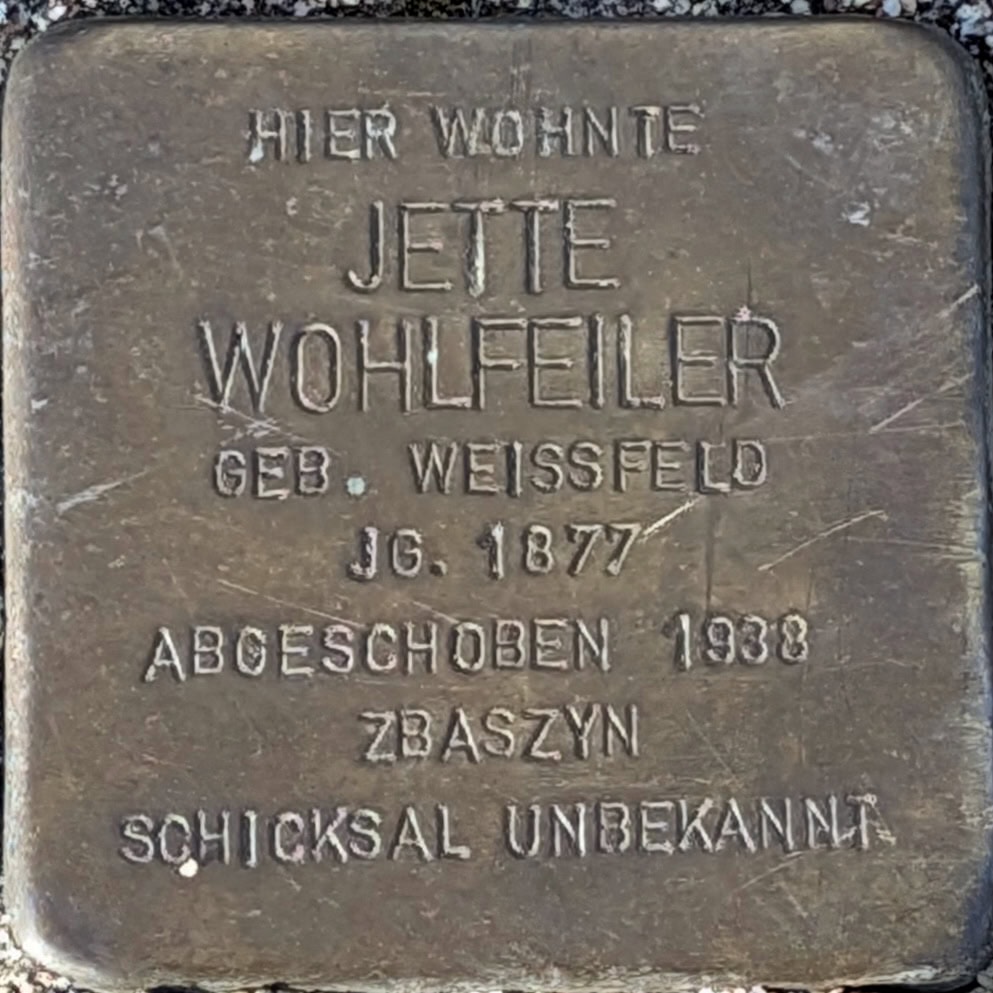 HIER WOHNTE
JETTE
WOHLFEILER
GEB. WEISSFELD
JG. 1877
ABGESCHOBEN 1938
ZBASZYN
SCHICKSAL UNBEKANNT